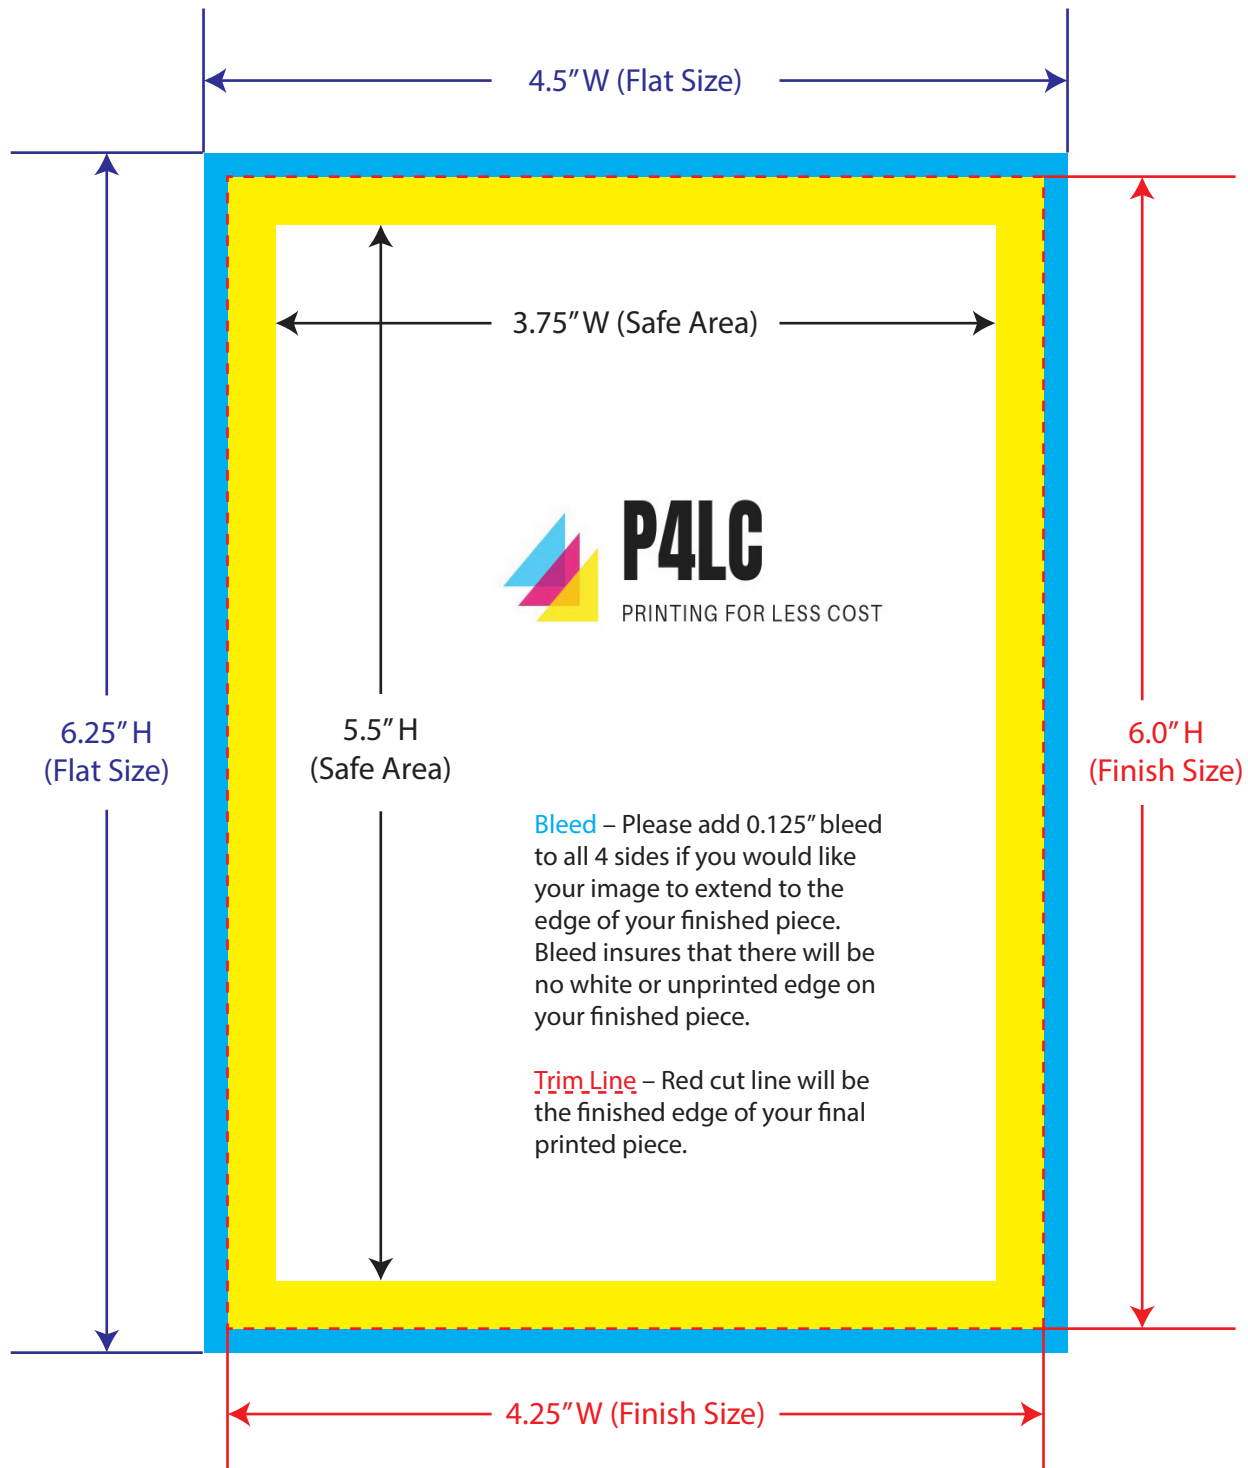 4.5” W (Flat Size)
3.75” W (Safe Area)
P4LC
PRINTING FOR LESS COST
6.25” H
(Flat Size)
5.5” H
(Safe Area)
6.0” H
(Finish Size)
Bleed – Please add 0.125” bleed
to all 4 sides if you would like
your image to extend to the
edge of your finished piece.
Bleed insures that there will be
no white or unprinted edge on
your finished piece.
Trim Line – Red cut line will be
the finished edge of your final
printed piece.
4.25” W (Finish Size)